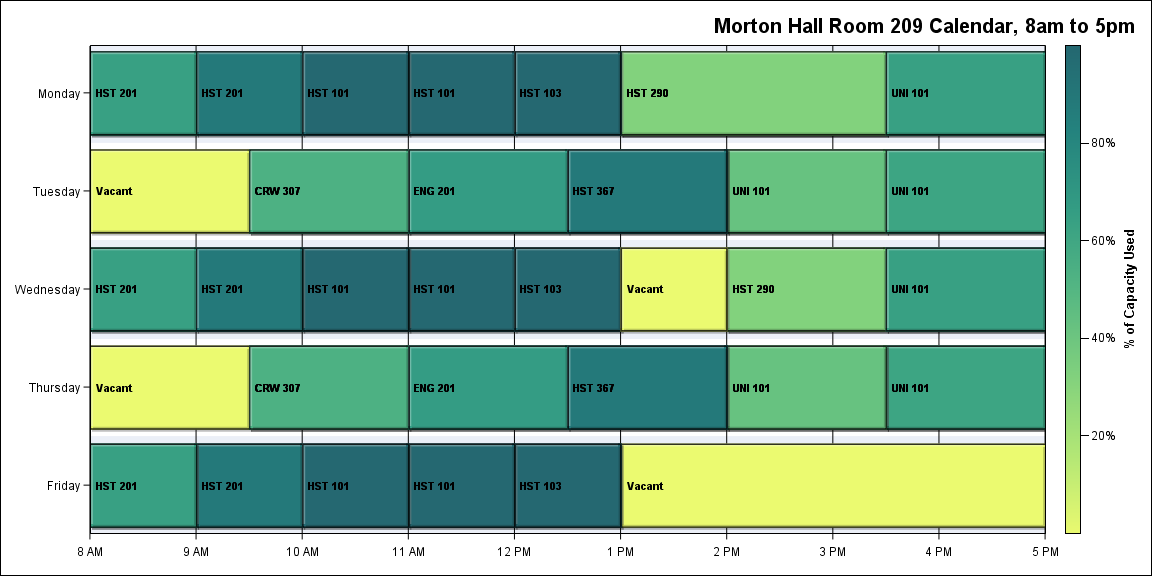 Morton Hall Room 209 Calendar, 8am to 5pm
Monday
HST 201 HST 201 HST 101 HST 101 HST 103 HST 290 UNI 101
Tuesday
Vacant CRW 307 ENG 201 HST 367 UNI 101 UNI 101
Wednesday
HST 201 HST 201 HST 101 HST 101 HST 103 Vacant HST 290 UNI 101
Thursday
Vacant CRW 307 ENG 201 HST 367 UNI 101 UNI 101
Friday
HST 201 HST 201 HST 101 HST 101 HST 103 Vacant
8 AM 9 AM 10 AM 11 AM 12 PM 1 PM 2 PM 3 PM 4 PM 5 PM
80%
60%
40%
20%
% of Capacity Used